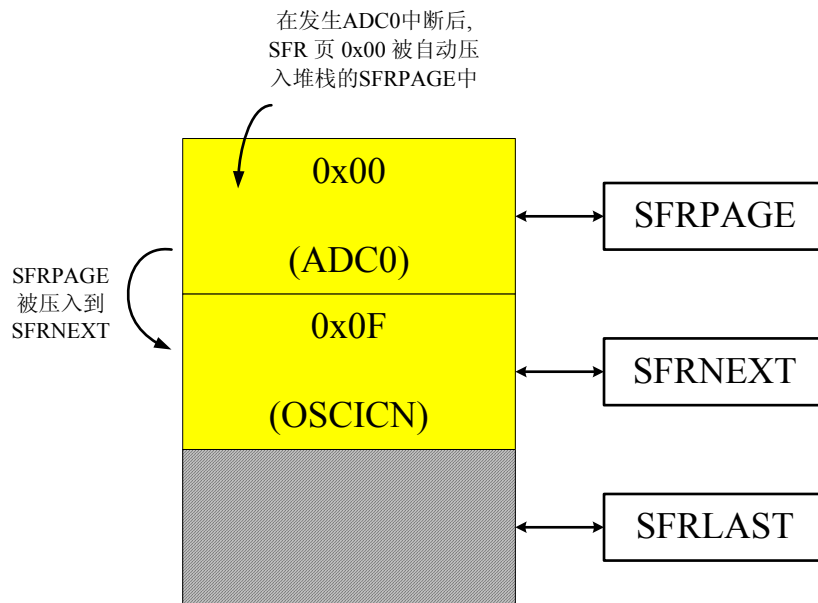 在发生ADC0中断后,
SFR 页 0x00 被自动压
入堆栈的SFRPAGE中
0x00
(ADC0)
SFRPAGE
SFRPAGE
被压入到
SFRNEXT
0x0F
(OSCICN)
SFRNEXT
SFRLAST